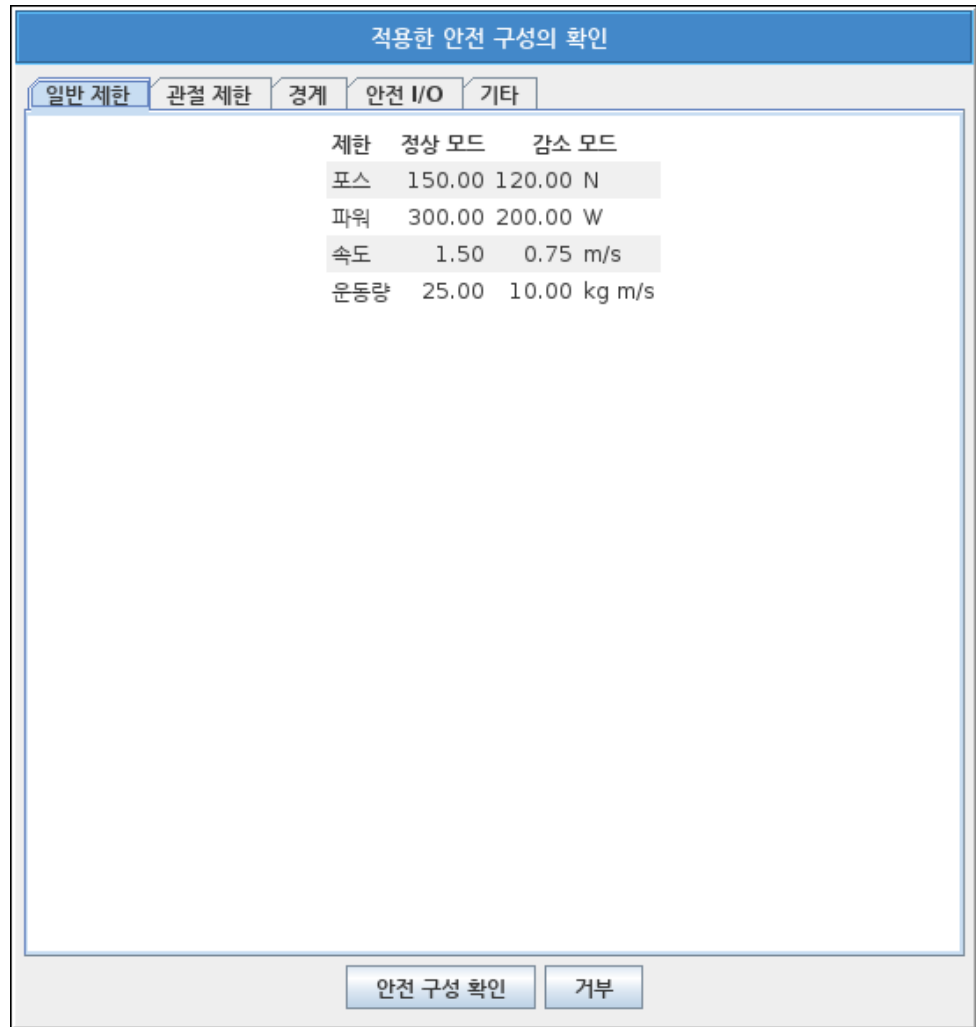 적용한 안전 구성의 확인
일반 제한 관절 제한 경계 안전 I/O 기타
제한 정상 모드 감소 모드
포스 150.00 120.00 N
파워 300.00 200.00 W
속도 1.50 0.75 m/s
운동량 25.00 10.00 kg m/s
안전 구성 확인 거부